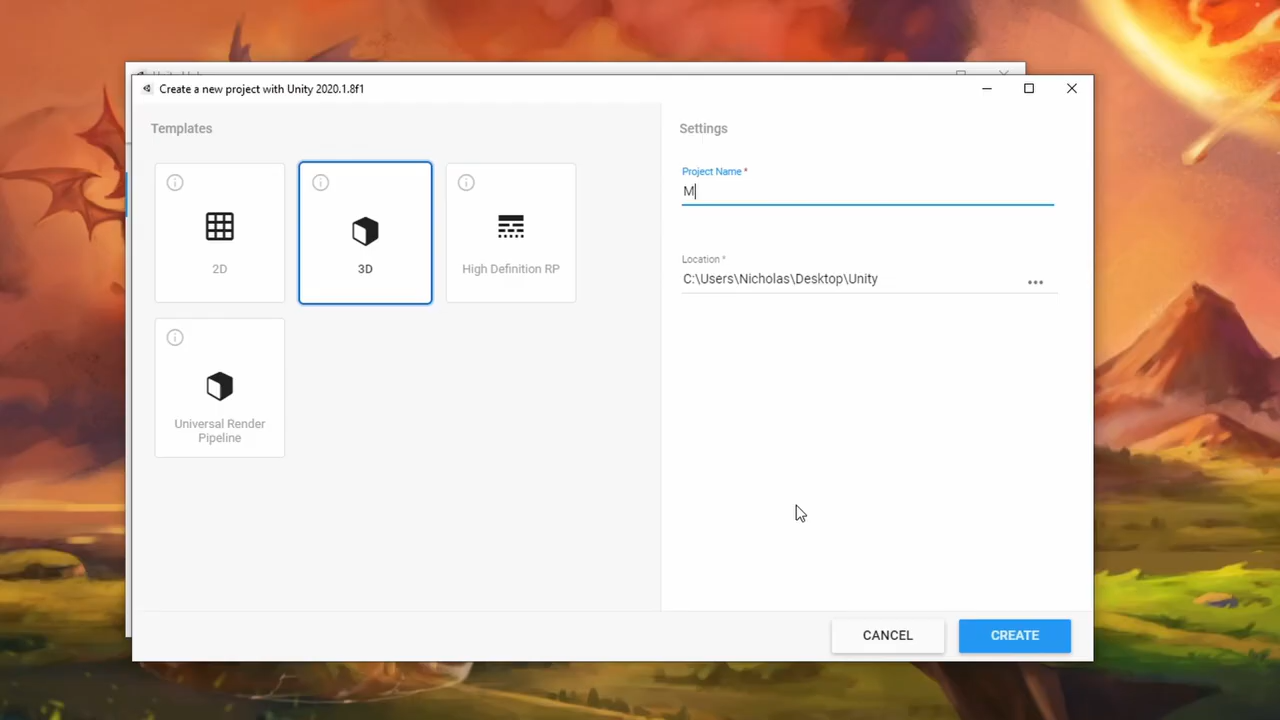 Create a new project with Unity 2020.1.8f1
Templates
Settings
2D
3D
High Definition RP
Universal Render
Pipeline
Project Name *
M
Location *
C:\Users\Nicholas\Desktop\Unity
CANCEL
CREATE